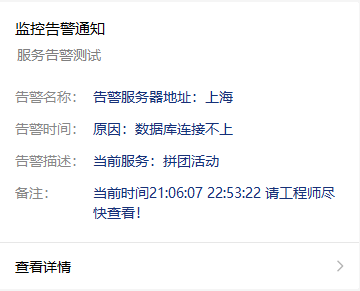 监控告警通知
服务告警测试
告警名称： 告警服务器地址：上海
告警时间： 原因：数据库连接不上
告警描述： 当前服务：拼团活动
备注： 当前时间21:06:07 22:53:22 请工程师尽
快查看！
查看详情